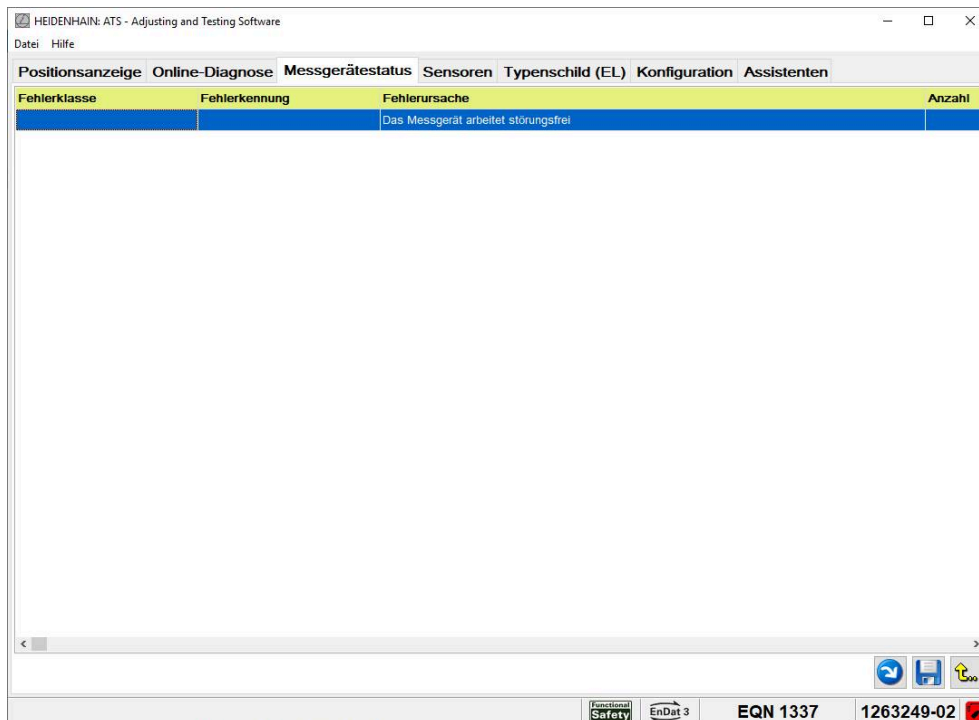 HEIDENHAIN: ATS - Adjusting and Testing Software
Datei Hilfe
Positionsanzeige Online-Diagnose Messgerätestatus Sensoren Typenschild (EL) Konfiguration Assistenten
Fehlerklasse Fehlerkennung Fehlerursache Anzahl
Das Messgerät arbeitet störungsfrei
Functional
Safety EnDat 3 EQN 1337 1263249-02